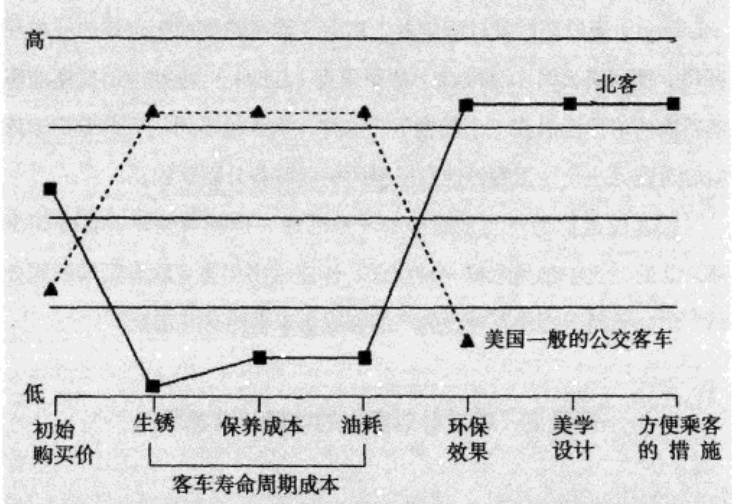 高
北客
美国一般的公交客车
低
初始
购买价
生锈
保养成本
油耗
环保
效果
美学
设计
方便乘客
的措施
客车寿命周期成本